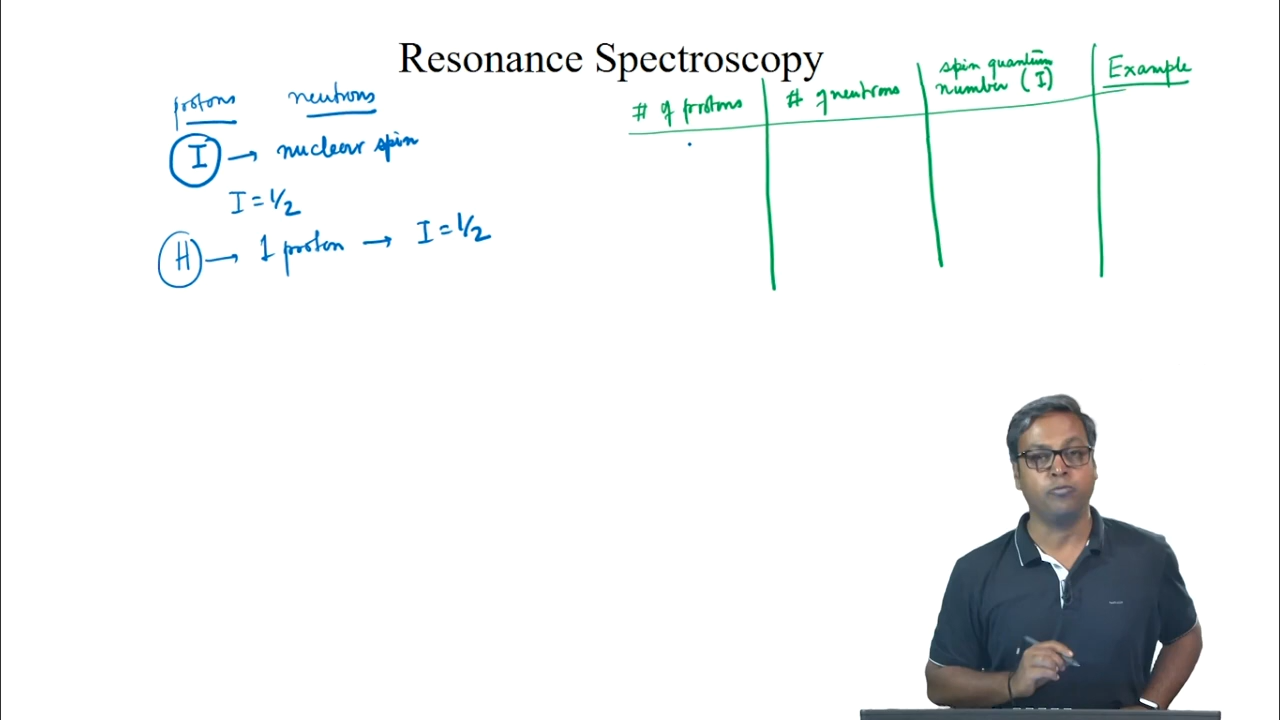 Resonance Spectroscopy
protons neutrons
I → nuclear spin
I = 1/2
H → 1 proton → I = 1/2
# of protons # of neutrons spin quantum number (I) Example